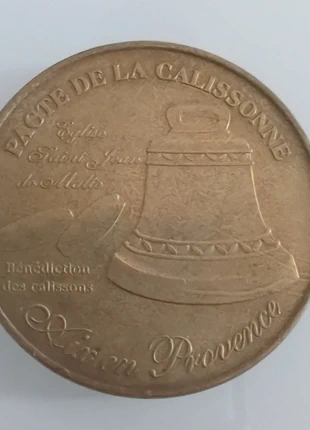 PACTE DE LA CALISSONNE
Eglise
Saint Jean
de Malte
Bénédiction
des calissons
Aix en Provence